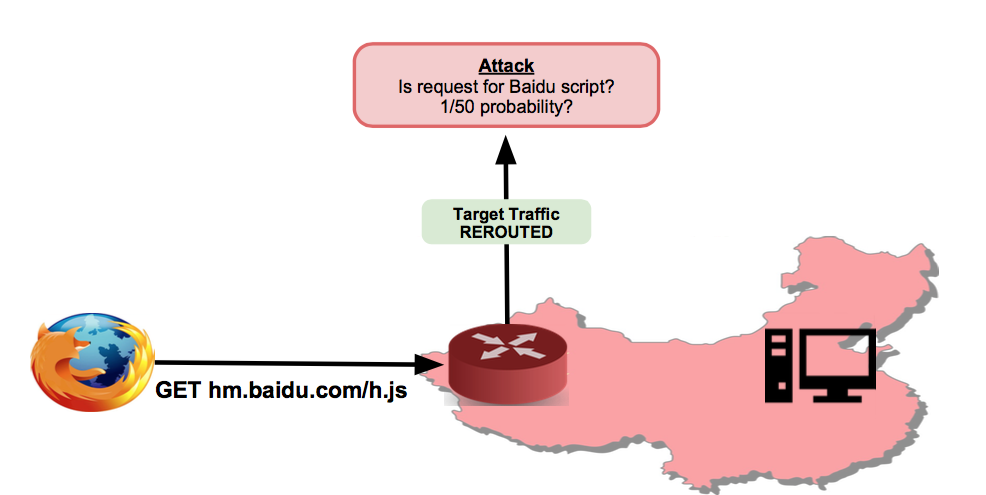 Attack
Is request for Baidu script?
1/50 probability?
Target Traffic
REROUTED
GET hm.baidu.com/h.js